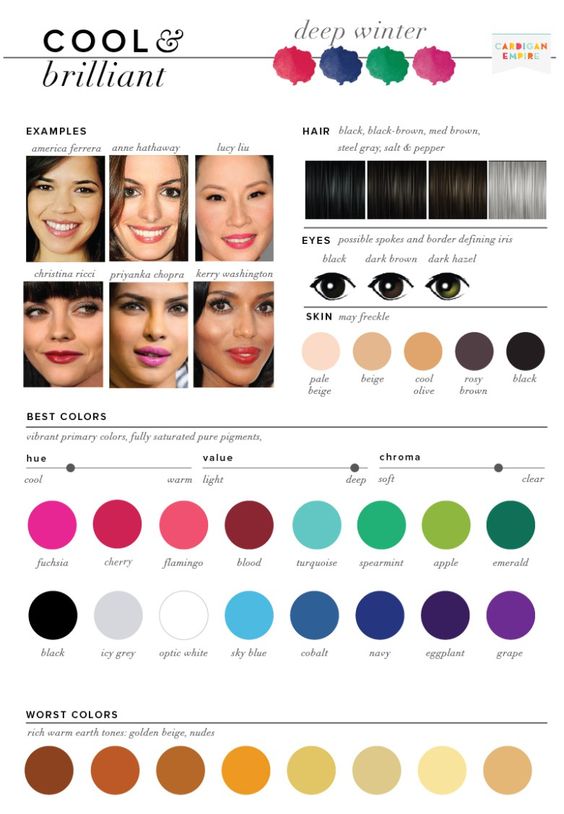 COOL &
brilliant
deep winter
CARDIGAN
EMPIRE
EXAMPLES
america ferrera anne hathaway lucy liu
christina ricci priyanka chopra kerry washington
HAIR black, black-brown, med brown,
steel gray, salt & pepper
EYES possible spokes and border defining iris
black dark brown dark hazel
SKIN may freckle
pale beige cool rosy black
beige olive brown
BEST COLORS
vibrant primary colors, fully saturated pure pigments,
hue value chroma
cool warm light deep soft clear
fuchsia cherry flamingo blood turquoise spearmint apple emerald
black icy grey optic white sky blue cobalt navy eggplant grape
WORST COLORS
rich warm earth tones: golden beige, nudes